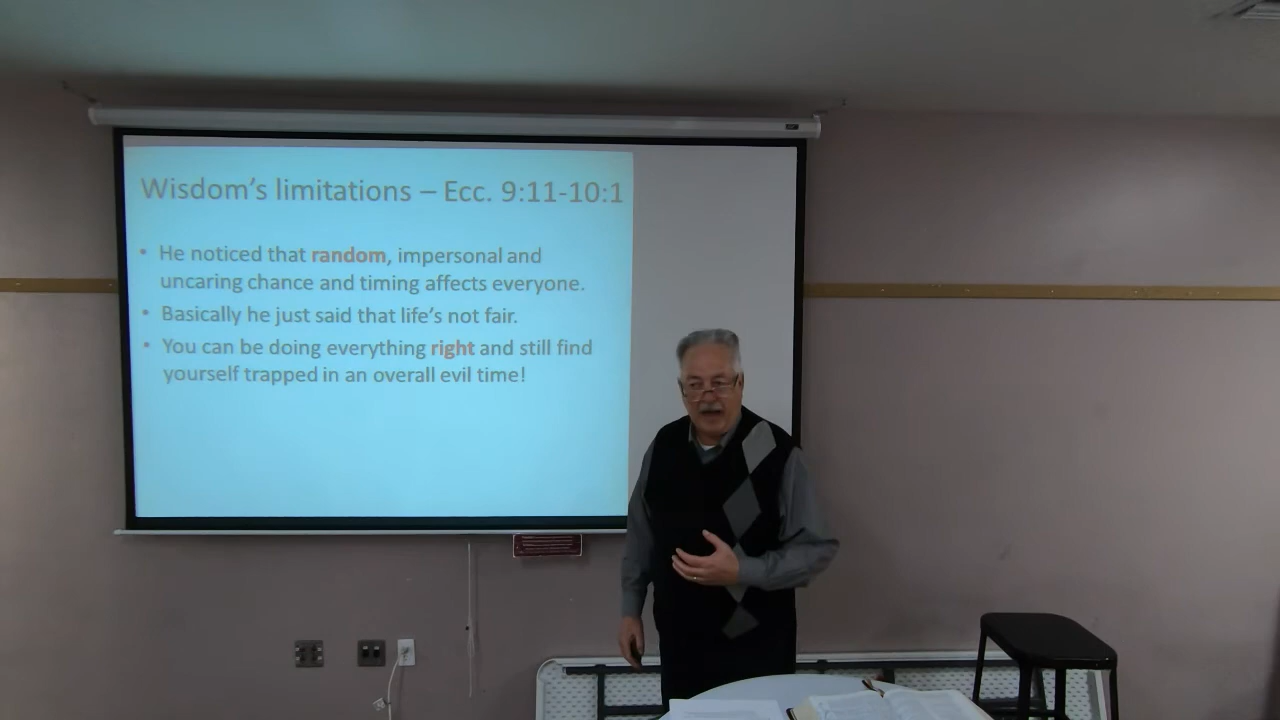 Wisdom's limitations – Ecc. 9:11-10:1
• He noticed that random, impersonal and
uncaring chance and timing affects everyone.
• Basically he just said that life's not fair.
• You can be doing everything right and still find
yourself trapped in an overall evil time!